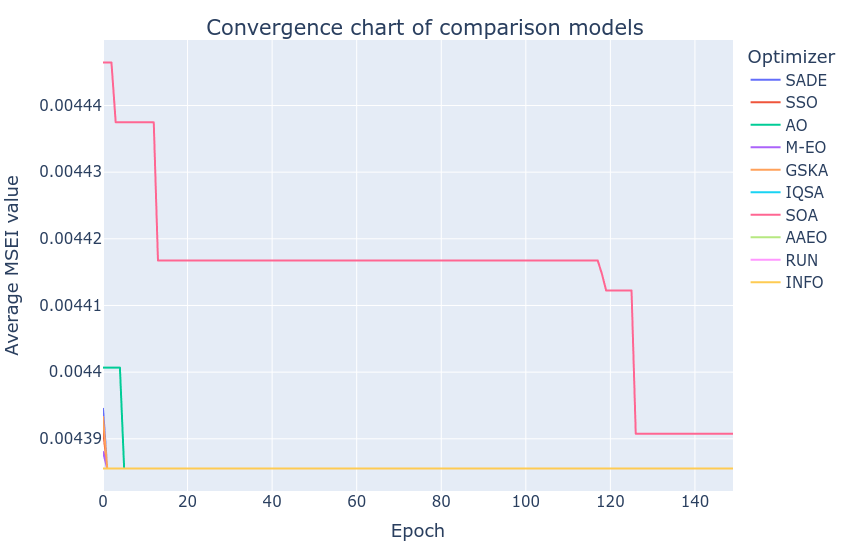 Convergence chart of comparison models
Average MSEI value
0.00444
0.00443
0.00442
0.00441
0.0044
0.00439
0
20
40
60
80
100
120
140
Epoch
Optimizer
SADE
SSO
AO
M-EO
GSKA
IQSA
SOA
AAEO
RUN
INFO